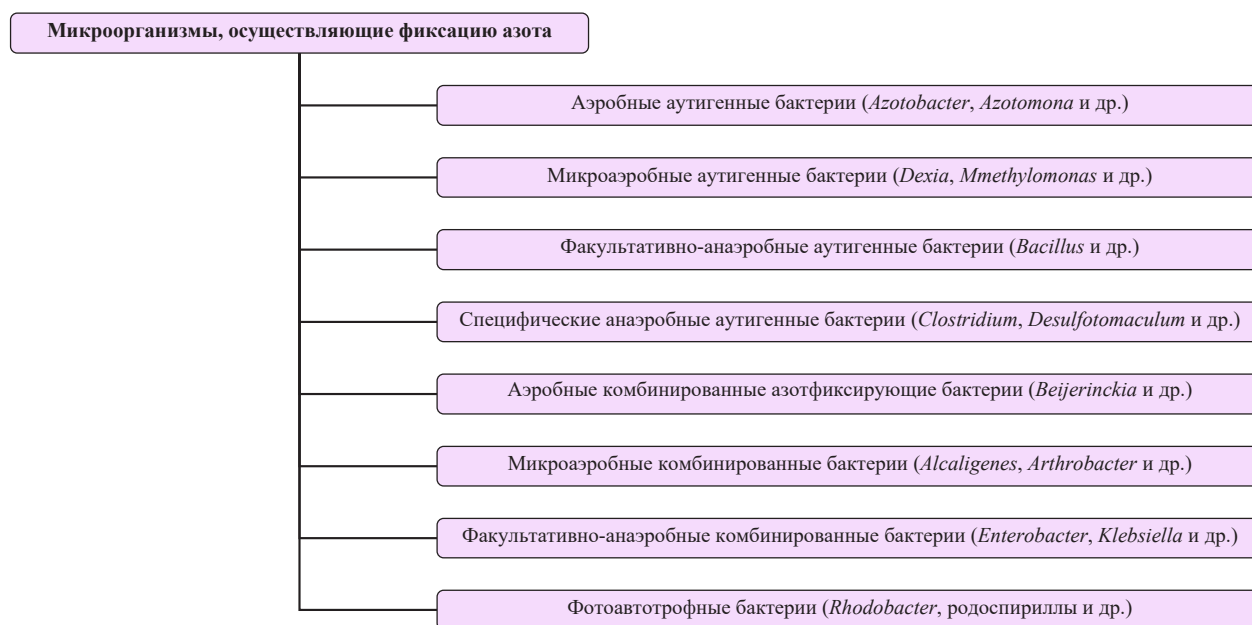 Микроорганизмы, осуществляющие фиксацию азота
Аэробные аутигенные бактерии (Azotobacter, Azotomona и др.)
Микроаэробные аутигенные бактерии (Dexia, Mmethylomonas и др.)
Факультативно-анаэробные аутигенные бактерии (Bacillus и др.)
Специфические анаэробные аутигенные бактерии (Clostridium, Desulfotomaculum и др.)
Аэробные комбинированные азотфиксирующие бактерии (Beijerinckia и др.)
Микроаэробные комбинированные бактерии (Alcaligenes, Arthrobacter и др.)
Факультативно-анаэробные комбинированные бактерии (Enterobacter, Klebsiella и др.)
Фотоавтотрофные бактерии (Rhodobacter, родоспириллы и др.)